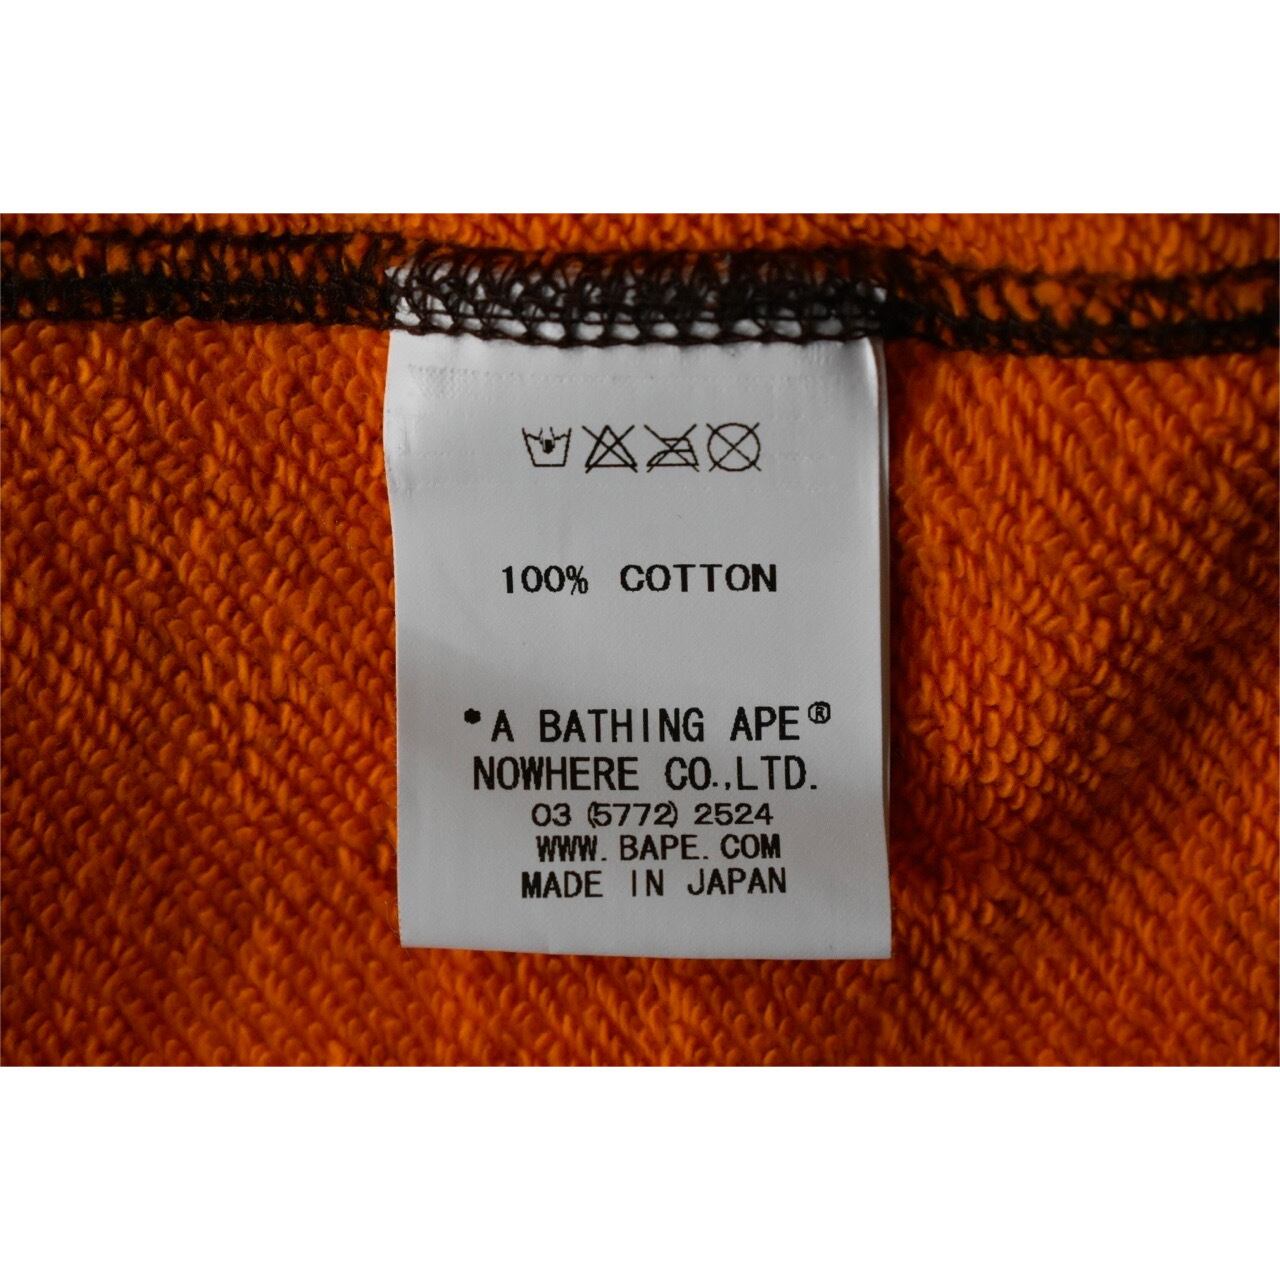 100% COTTON
*A BATHING APE®
NOWHERE CO.,LTD.
03 (5772) 2524
WWW. BAPE. COM
MADE IN JAPAN